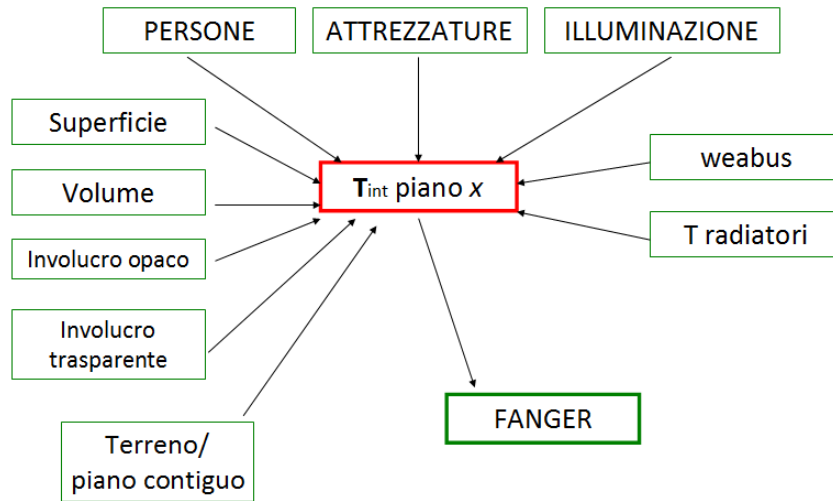 PERSONE
ATTREZZATURE
ILLUMINAZIONE
Superficie
weabus
Tint piano x
Volume
T radiatori
Involucro opaco
Involucro
trasparente
FANGER
Terreno/
piano contiguo